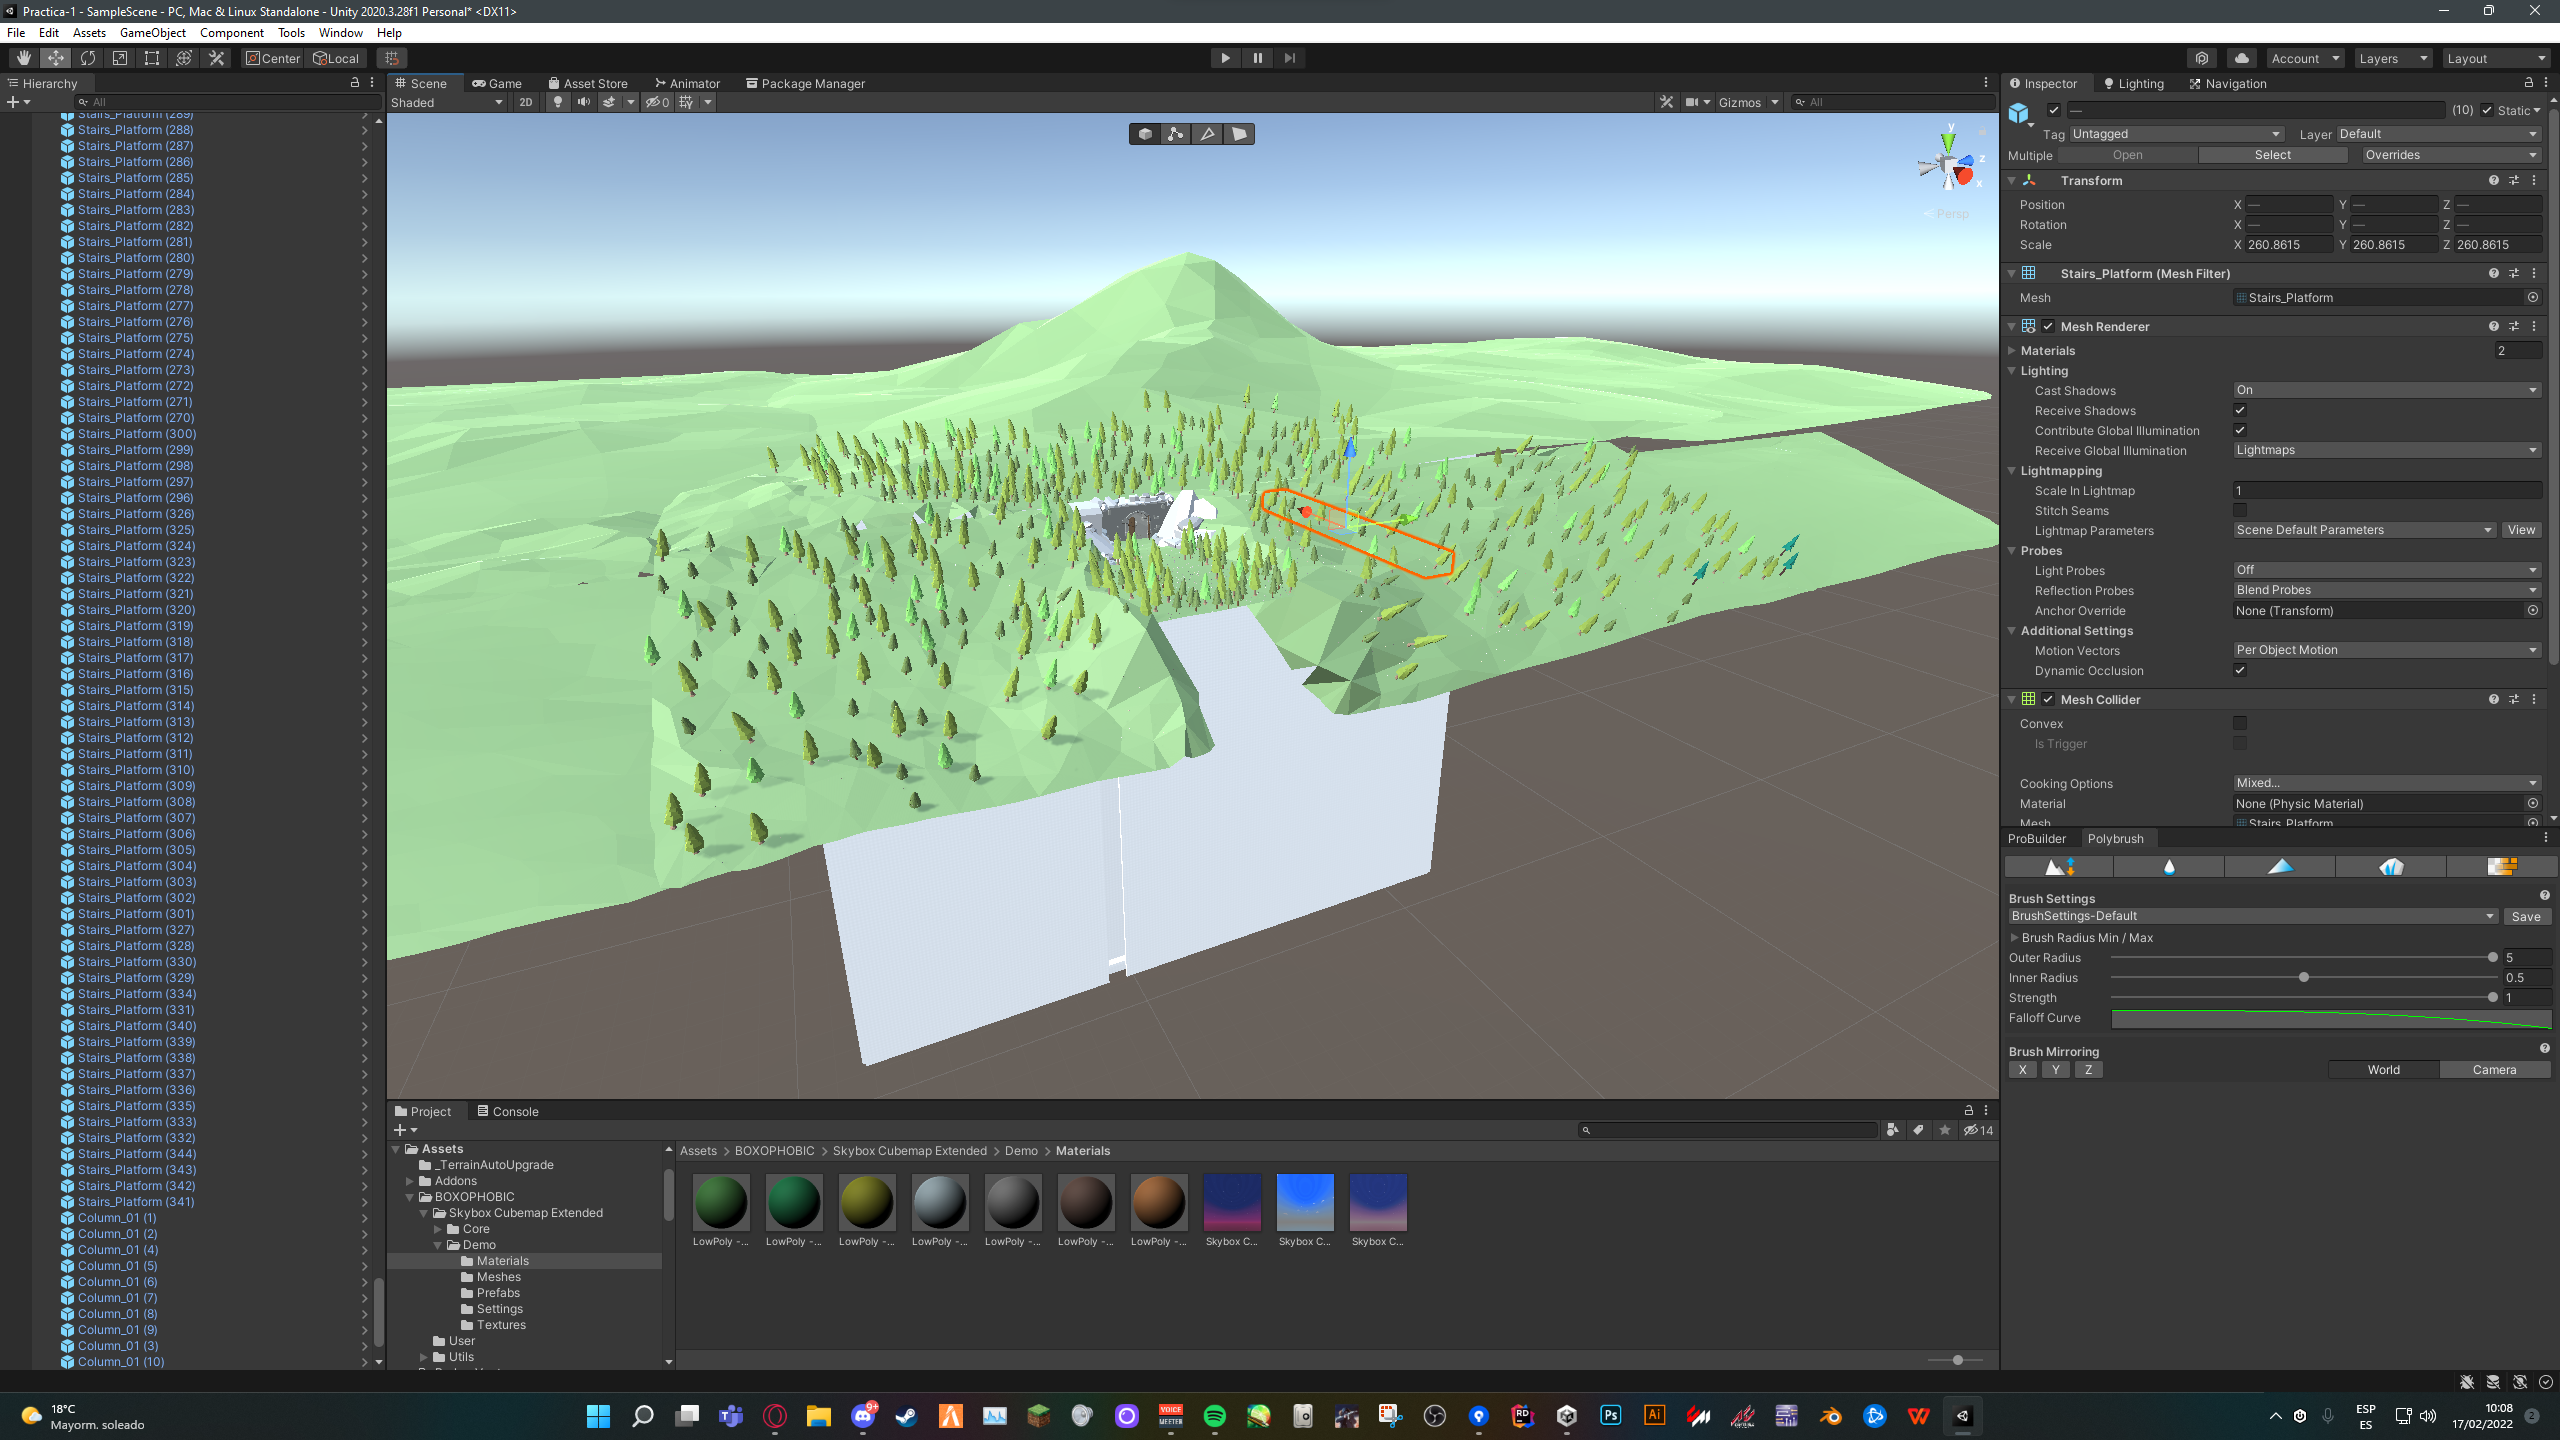 Practica-1 - SampleScene - PC, Mac & Linux Standalone - Unity 2020.3.28f1 Personal* <DX11>
File Edit Assets GameObject Component Tools Window Help
Center Local
Account Layers Layout
Hierarchy
All
Stairs_Platform (289)
Stairs_Platform (288)
Stairs_Platform (287)
Stairs_Platform (286)
Stairs_Platform (285)
Stairs_Platform (284)
Stairs_Platform (283)
Stairs_Platform (282)
Stairs_Platform (281)
Stairs_Platform (280)
Stairs_Platform (279)
Stairs_Platform (278)
Stairs_Platform (277)
Stairs_Platform (276)
Stairs_Platform (275)
Stairs_Platform (274)
Stairs_Platform (273)
Stairs_Platform (272)
Stairs_Platform (271)
Stairs_Platform (270)
Stairs_Platform (300)
Stairs_Platform (299)
Stairs_Platform (298)
Stairs_Platform (297)
Stairs_Platform (296)
Stairs_Platform (326)
Stairs_Platform (325)
Stairs_Platform (324)
Stairs_Platform (323)
Stairs_Platform (322)
Stairs_Platform (321)
Stairs_Platform (320)
Stairs_Platform (319)
Stairs_Platform (318)
Stairs_Platform (317)
Stairs_Platform (316)
Stairs_Platform (315)
Stairs_Platform (314)
Stairs_Platform (313)
Stairs_Platform (312)
Stairs_Platform (311)
Stairs_Platform (310)
Stairs_Platform (309)
Stairs_Platform (308)
Stairs_Platform (307)
Stairs_Platform (306)
Stairs_Platform (305)
Stairs_Platform (304)
Stairs_Platform (303)
Stairs_Platform (302)
Stairs_Platform (301)
Stairs_Platform (327)
Stairs_Platform (328)
Stairs_Platform (330)
Stairs_Platform (329)
Stairs_Platform (334)
Stairs_Platform (331)
Stairs_Platform (340)
Stairs_Platform (339)
Stairs_Platform (338)
Stairs_Platform (337)
Stairs_Platform (336)
Stairs_Platform (335)
Stairs_Platform (333)
Stairs_Platform (332)
Stairs_Platform (344)
Stairs_Platform (343)
Stairs_Platform (342)
Stairs_Platform (341)
Column_01 (1)
Column_01 (2)
Column_01 (4)
Column_01 (5)
Column_01 (6)
Column_01 (7)
Column_01 (8)
Column_01 (9)
Column_01 (3)
Column_01 (10)
Scene Game Asset Store Animator Package Manager
Shaded 2D 0 Gizmos All
y
z
x
Persp
Project Console
14
Assets
_TerrainAutoUpgrade
Addons
BOXOPHOBIC
Skybox Cubemap Extended
Core
Demo
Materials
Meshes
Prefabs
Settings
Textures
User
Utils
Assets > BOXOPHOBIC > Skybox Cubemap Extended > Demo > Materials
LowPoly -... LowPoly -... LowPoly -... LowPoly -... LowPoly -... LowPoly -... LowPoly -... Skybox C... Skybox C... Skybox C...
Inspector Lighting Navigation
— (10) Static
Tag Untagged Layer Default
Multiple Open Select Overrides
Transform
Position X — Y — Z —
Rotation X — Y — Z —
Scale X 260.8615 Y 260.8615 Z 260.8615
Stairs_Platform (Mesh Filter)
Mesh Stairs_Platform
Mesh Renderer
Materials 2
Lighting
Cast Shadows On
Receive Shadows
Contribute Global Illumination
Receive Global Illumination Lightmaps
Lightmapping
Scale In Lightmap 1
Stitch Seams
Lightmap Parameters Scene Default Parameters View
Probes
Light Probes Off
Reflection Probes Blend Probes
Anchor Override None (Transform)
Additional Settings
Motion Vectors Per Object Motion
Dynamic Occlusion
Mesh Collider
Convex
Is Trigger
Cooking Options Mixed...
Material None (Physic Material)
Mesh Stairs_Platform
ProBuilder Polybrush
Brush Settings
BrushSettings-Default Save
Brush Radius Min / Max
Outer Radius 5
Inner Radius 0.5
Strength 1
Falloff Curve
Brush Mirroring
X Y Z World Camera
18°C
Mayorm. soleado
9+
VOICE
MEETER
RD
Ps
Ai
ESP
ES
10:08
17/02/2022
2